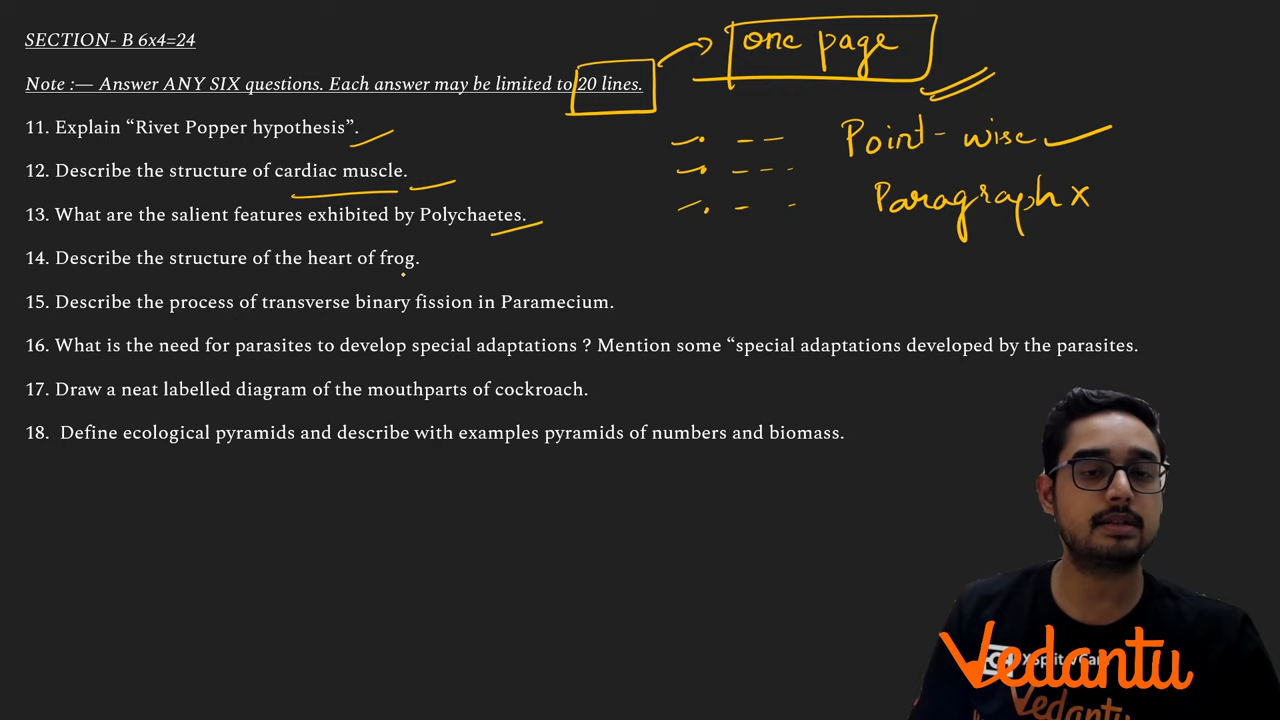 SECTION- B 6x4=24
one page
Note :— Answer ANY SIX questions. Each answer may be limited to 20 lines.
11. Explain “Rivet Popper hypothesis”.
Point-wise
12. Describe the structure of cardiac muscle.
Paragraph x
13. What are the salient features exhibited by Polychaetes.
14. Describe the structure of the heart of frog.
15. Describe the process of transverse binary fission in Paramecium.
16. What is the need for parasites to develop special adaptations ? Mention some “special adaptations developed by the parasites.
17. Draw a neat labelled diagram of the mouthparts of cockroach.
18. Define ecological pyramids and describe with examples pyramids of numbers and biomass.
Vedantu